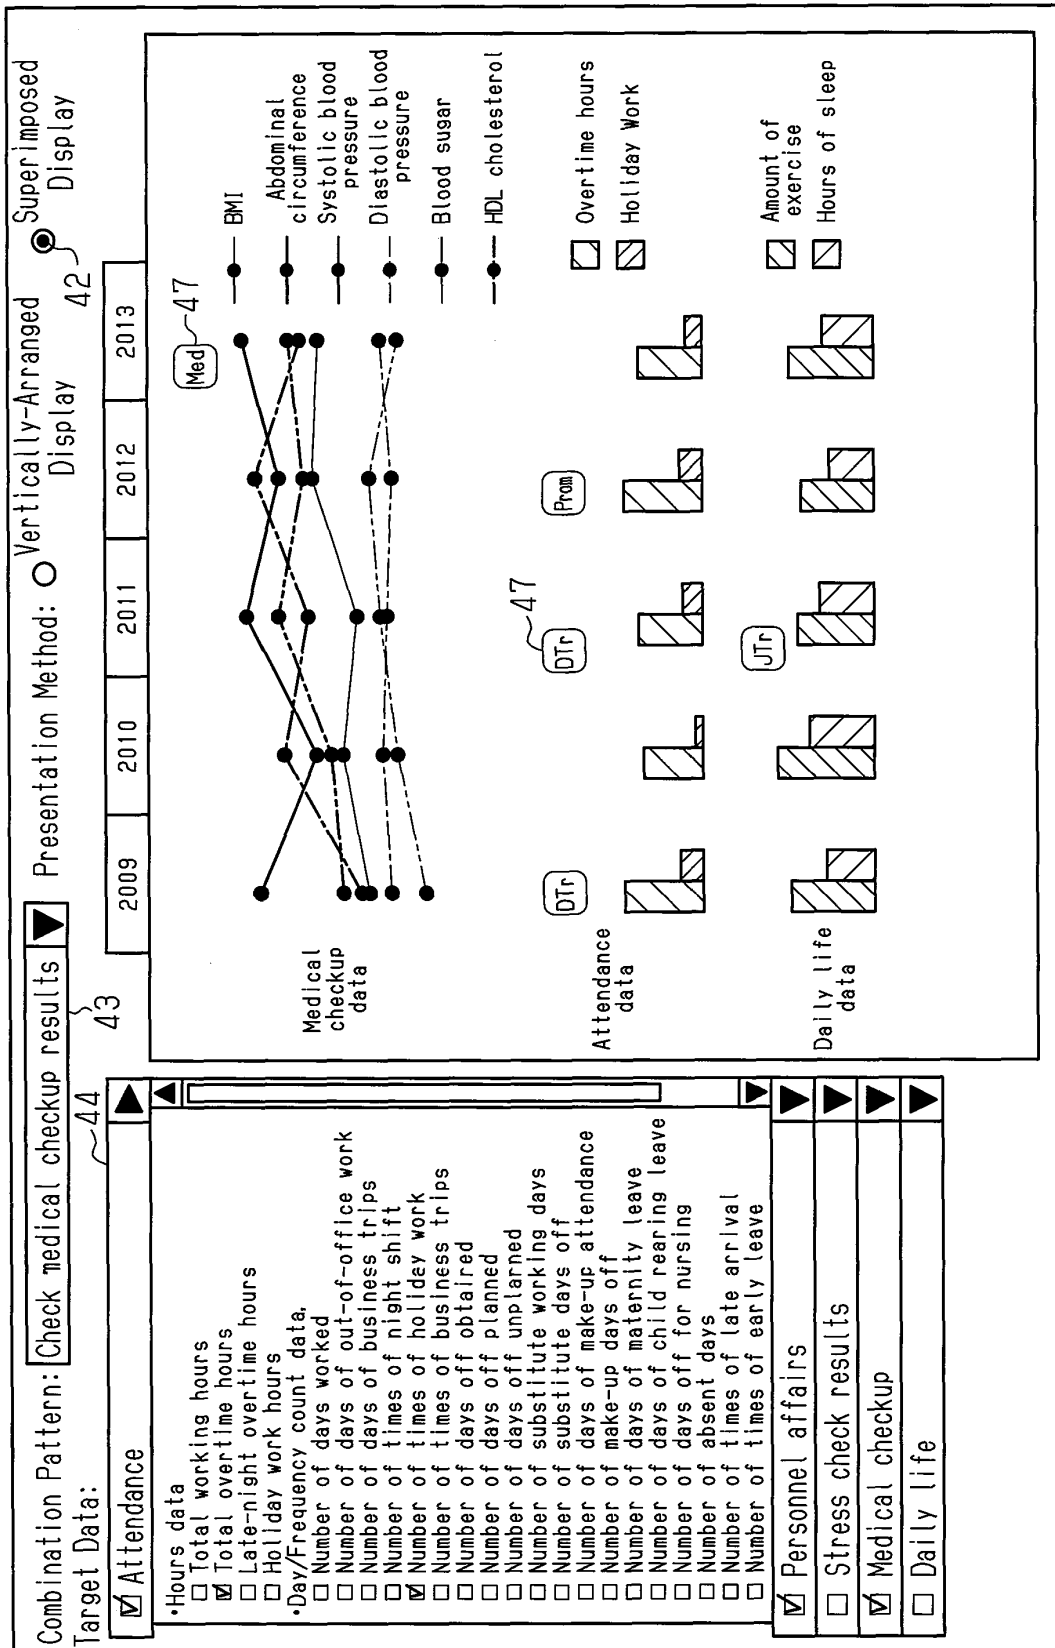 Combination Pattern: Check medical checkup results ▼ Presentation Method: ○ Vertically-Arranged Display ◉ Superimposed Display
43
42
Target Data:
44
☑ Attendance ▲
•Hours data
☐ Total working hours
☑ Total overtime hours
☐ Late-night overtime hours
☐ Holiday work hours
•Day/Frequency count data,
☐ Number of days worked
☐ Number of days of out-of-office work
☐ Number of days of business trips
☐ Number of times of night shift
☑ Number of times of holiday work
☐ Number of times of business trips
☐ Number of days off obtaired
☐ Number of days off planned
☐ Number of days off unplarned
☐ Number of substitute working days
☐ Number of substitute days off
☐ Number of days of make-up attendance
☐ Number of make-up days off
☐ Number of days of maternity leave
☐ Number of days of child rearing leave
☐ Number of days off for nursing
☐ Number of absent days
☐ Number of times of late arrival
☐ Number of times of early leave
☑ Personnel affairs ▼
☐ Stress check results ▼
☑ Medical checkup ▼
☐ Daily life ▼
2009 2010 2011 2012 2013
Medical
checkup
data
Med
47
BMI
Abdominal
circumference
Systolic blood
pressure
Diastolic blood
pressure
Blood sugar
HDL cholesterol
Attendance
data
DTr
DTr
47
Prom
Overtime hours
Holiday Work
Daily life
data
JTr
Amount of
exercise
Hours of sleep